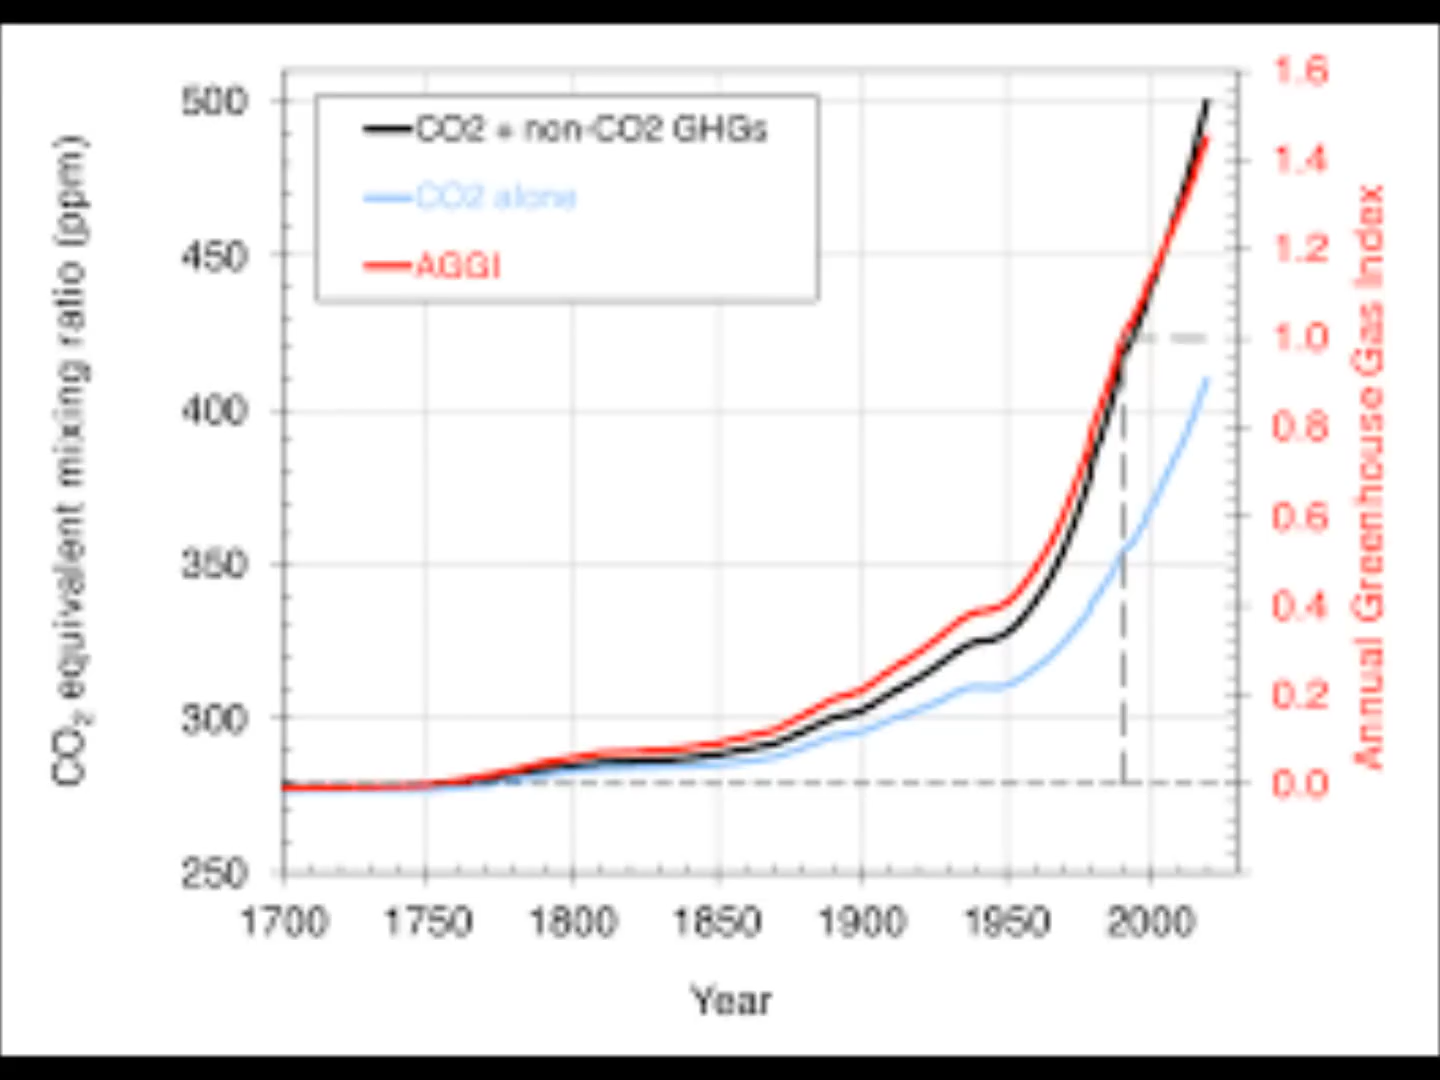 CO2 + non-CO2 GHGs
CO2 alone
AGGI
CO₂ equivalent mixing ratio (ppm)
500
450
400
350
300
250
1700 1750 1800 1850 1900 1950 2000
Year
1.6
1.4
1.2
1.0
0.8
0.6
0.4
0.2
0.0
Annual Greenhouse Gas Index